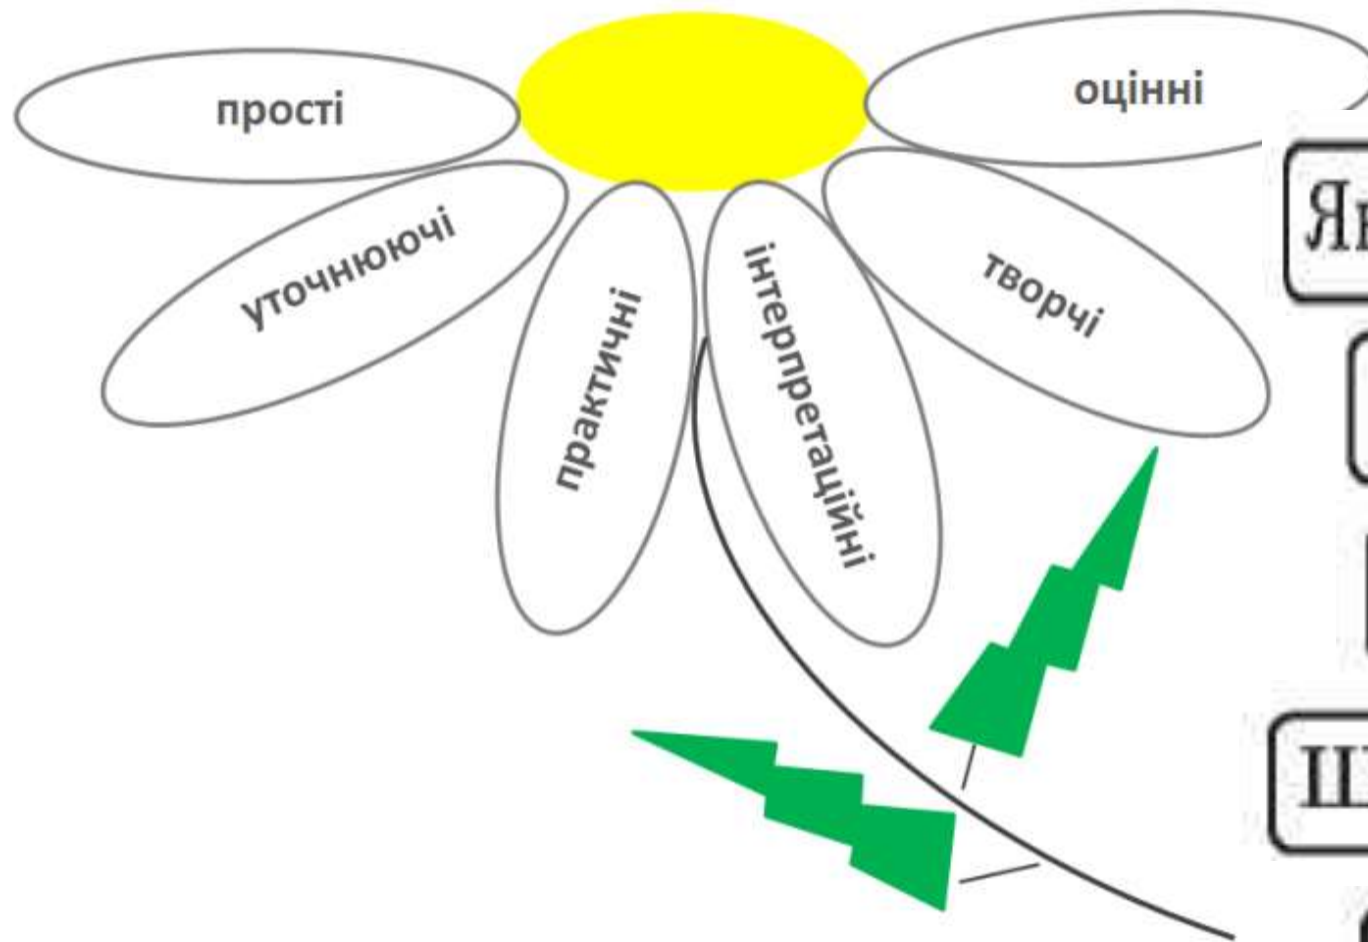 прості
уточнюючі
практичні
інтерпретаційні
творчі
оцінні